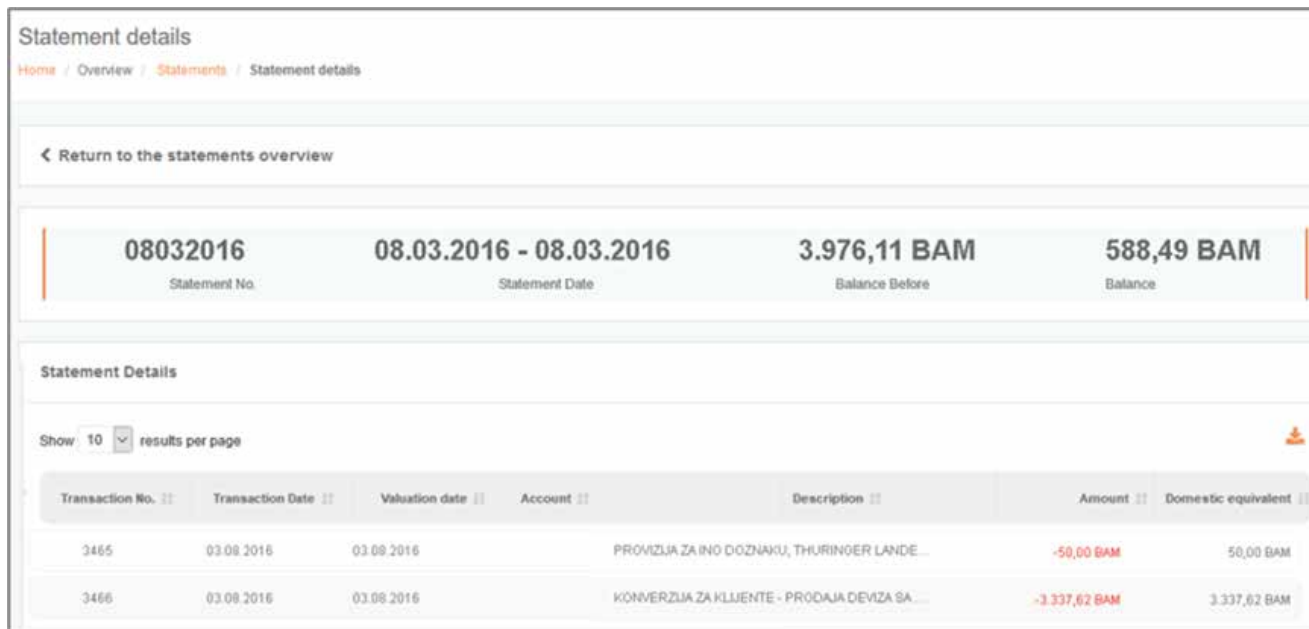 Statement details
Home / Overview / Statements / Statement details
Return to the statements overview
08032016 08.03.2016 - 08.03.2016 3.976,11 BAM 588,49 BAM
Statement No. Statement Date Balance Before Balance
Statement Details
Show 10 results per page
Transaction No. Transaction Date Valuation date Account Description Amount Domestic equivalent
3465 03.08.2016 03.08.2016 PROVIZIJA ZA INO DOZNAKU, THURINGER LANDE... -50,00 BAM 50,00 BAM
3466 03.08.2016 03.08.2016 KONVERZIJA ZA KLIJENTE - PRODAJA DEVIZA SA.... -3.337,62 BAM 3.337,62 BAM